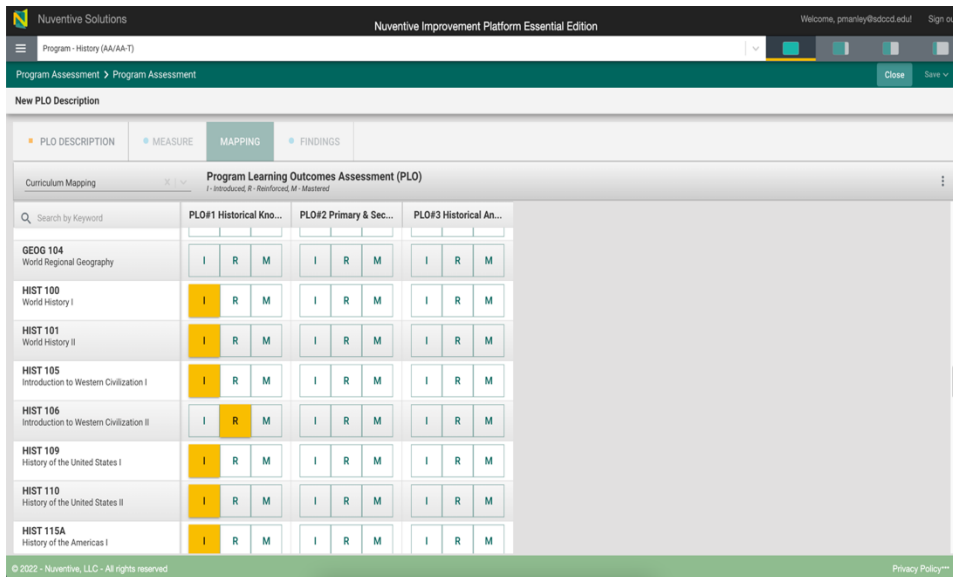 Nuventive Solutions
Nuventive Improvement Platform Essential Edition
Welcome, pmanley@sdccd.edu!
Sign ou
Program - History (AA/AA-T)
Program Assessment > Program Assessment
Close
Save
New PLO Description
PLO DESCRIPTION
MEASURE
MAPPING
FINDINGS
Curriculum Mapping
X
Program Learning Outcomes Assessment (PLO)
I - Introduced, R - Reinforced, M - Mastered
Search by Keyword
PLO#1 Historical Kno...
PLO#2 Primary & Sec...
PLO#3 Historical An...
GEOG 104
World Regional Geography
I R M I R M I R M
HIST 100
World History I
I R M I R M I R M
HIST 101
World History II
I R M I R M I R M
HIST 105
Introduction to Western Civilization I
I R M I R M I R M
HIST 106
Introduction to Western Civilization II
I R M I R M I R M
HIST 109
History of the United States I
I R M I R M I R M
HIST 110
History of the United States II
I R M I R M I R M
HIST 115A
History of the Americas I
I R M I R M I R M
© 2022 - Nuventive, LLC - All rights reserved
Privacy Policy***